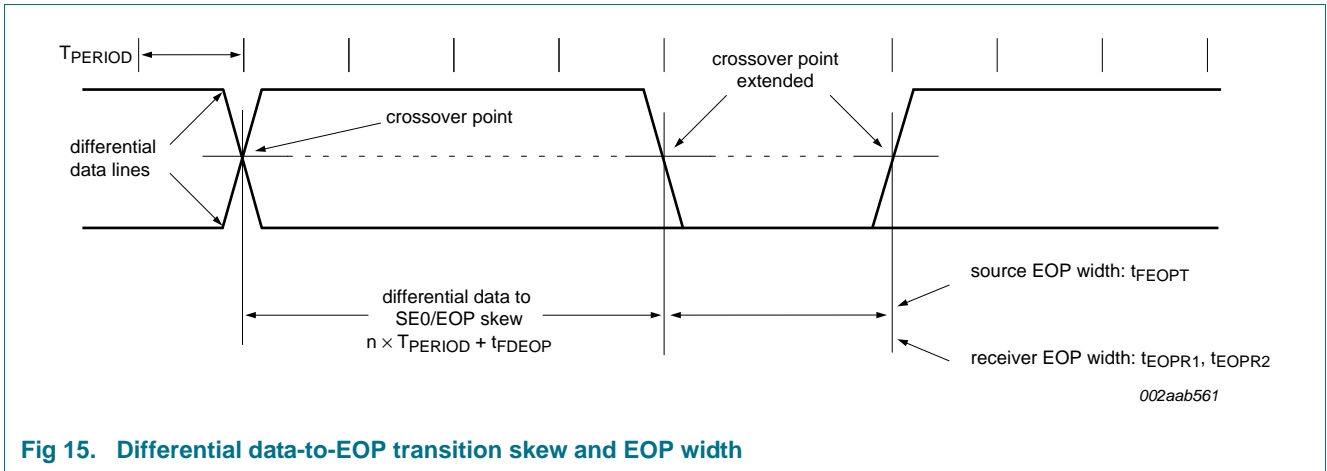 TPERIOD
crossover point
extended
crossover point
differential
data lines
source EOP width: tFEOPT
differential data to
SE0/EOP skew
n × TPERIOD + tFDEOP
receiver EOP width: tEOPR1, tEOPR2
002aab561
Fig 15. Differential data-to-EOP transition skew and EOP width